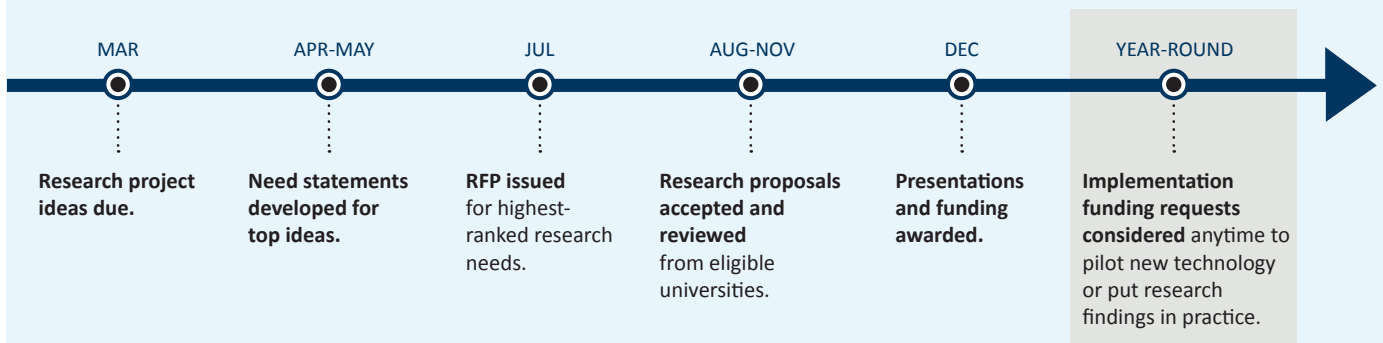 MAR
APR-MAY
JUL
AUG-NOV
DEC
YEAR-ROUND
Research project
ideas due.
Need statements
developed for
top ideas.
RFP issued
for highest-
ranked research
needs.
Research proposals
accepted and
reviewed
from eligible
universities.
Presentations
and funding
awarded.
Implementation
funding requests
considered anytime to
pilot new technology
or put research
findings in practice.